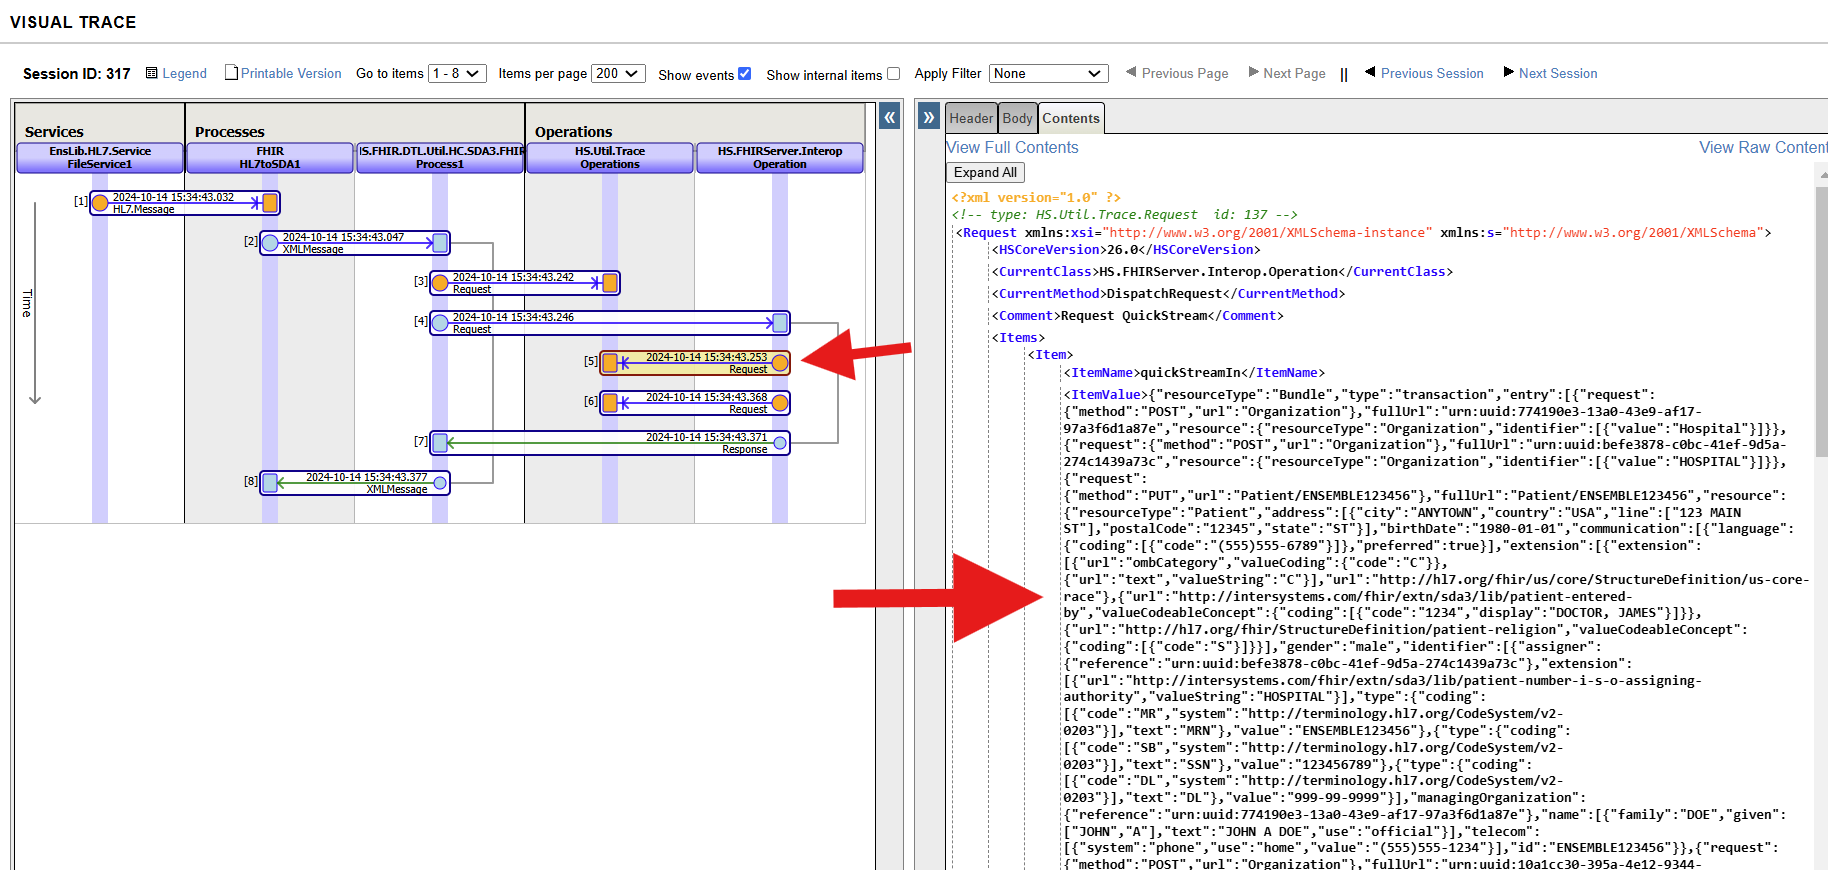 VISUAL TRACE
Session ID: 317 Legend Printable Version Go to items 1 - 8 Items per page 200 Show events Show internal items Apply Filter None Previous Page Next Page || Previous Session Next Session
Services Processes Operations
EnsLib.HL7.Service
FileService1
FHIR
HL7toSDA1
IS.FHIR.DTL.Util.HC.SDA3.FHIR
Process1
HS.Util.Trace
Operations
HS.FHIRServer.Interop
Operation
Time
[1] 2024-10-14 15:34:43.032
HL7.Message
[2] 2024-10-14 15:34:43.047
XMLMessage
[3] 2024-10-14 15:34:43.242
Request
[4] 2024-10-14 15:34:43.246
Request
[5] 2024-10-14 15:34:43.253
Request
[6] 2024-10-14 15:34:43.368
Request
[7] 2024-10-14 15:34:43.371
Response
[8] 2024-10-14 15:34:43.377
XMLMessage
« »
Header Body Contents
View Full Contents View Raw Content
Expand All
<?xml version="1.0" ?>
<!-- type: HS.Util.Trace.Request id: 137 -->
<Request xmlns:xsi="http://www.w3.org/2001/XMLSchema-instance" xmlns:s="http://www.w3.org/2001/XMLSchema">
<HSCoreVersion>26.0</HSCoreVersion>
<CurrentClass>HS.FHIRServer.Interop.Operation</CurrentClass>
<CurrentMethod>DispatchRequest</CurrentMethod>
<Comment>Request QuickStream</Comment>
<Items>
<Item>
<ItemName>quickStreamIn</ItemName>
<ItemValue>{"resourceType":"Bundle","type":"transaction","entry":[{"request":
{"method":"POST","url":"Organization"},"fullUrl":"urn:uuid:774190e3-13a0-43e9-af17-
97a3f6d1a87e","resource":{"resourceType":"Organization","identifier":[{"value":"Hospital"}]}},
{"request":{"method":"POST","url":"Organization"},"fullUrl":"urn:uuid:befe3878-c0bc-41ef-9d5a-
274c1439a73c","resource":{"resourceType":"Organization","identifier":[{"value":"HOSPITAL"}]}},
{"request":
{"method":"PUT","url":"Patient/ENSEMBLE123456"},"fullUrl":"Patient/ENSEMBLE123456","resource":
{"resourceType":"Patient","address":[{"city":"ANYTOWN","country":"USA","line":["123 MAIN
ST"],"postalCode":"12345","state":"ST"}],"birthDate":"1980-01-01","communication":[{"language":
{"coding":[{"code":"(555)555-6789"}]},"preferred":true}],"extension":[{"extension":
[{"url":"ombCategory","valueCoding":{"code":"C"}},
{"url":"text","valueString":"C"}],"url":"http://hl7.org/fhir/us/core/StructureDefinition/us-core-
race"},{"url":"http://intersystems.com/fhir/extn/sda3/lib/patient-entered-
by","valueCodeableConcept":{"coding":[{"code":"1234","display":"DOCTOR, JAMES"}]}},
{"url":"http://hl7.org/fhir/StructureDefinition/patient-religion","valueCodeableConcept":
{"coding":[{"code":"S"}]}}],"gender":"male","identifier":[{"assigner":
{"reference":"urn:uuid:befe3878-c0bc-41ef-9d5a-274c1439a73c"},"extension":
[{"url":"http://intersystems.com/fhir/extn/sda3/lib/patient-number-i-s-o-assigning-
authority","valueString":"HOSPITAL"}],"type":{"coding":
[{"code":"MR","system":"http://terminology.hl7.org/CodeSystem/v2-
0203"}],"text":"MRN"},"value":"ENSEMBLE123456"},{"type":{"coding":
[{"code":"SB","system":"http://terminology.hl7.org/CodeSystem/v2-
0203"}],"text":"SSN"},"value":"123456789"},{"type":{"coding":
[{"code":"DL","system":"http://terminology.hl7.org/CodeSystem/v2-
0203"}],"text":"DL"},"value":"999-99-9999"}],"managingOrganization":
{"reference":"urn:uuid:774190e3-13a0-43e9-af17-97a3f6d1a87e"},"name":[{"family":"DOE","given":
["JOHN","A"],"text":"JOHN A DOE","use":"official"}],"telecom":
[{"system":"phone","use":"home","value":"(555)555-1234"}],"id":"ENSEMBLE123456"}},{"request":
{"method":"POST","url":"Organization"},"fullUrl":"urn:uuid:10a1cc30-395a-4e12-9344-